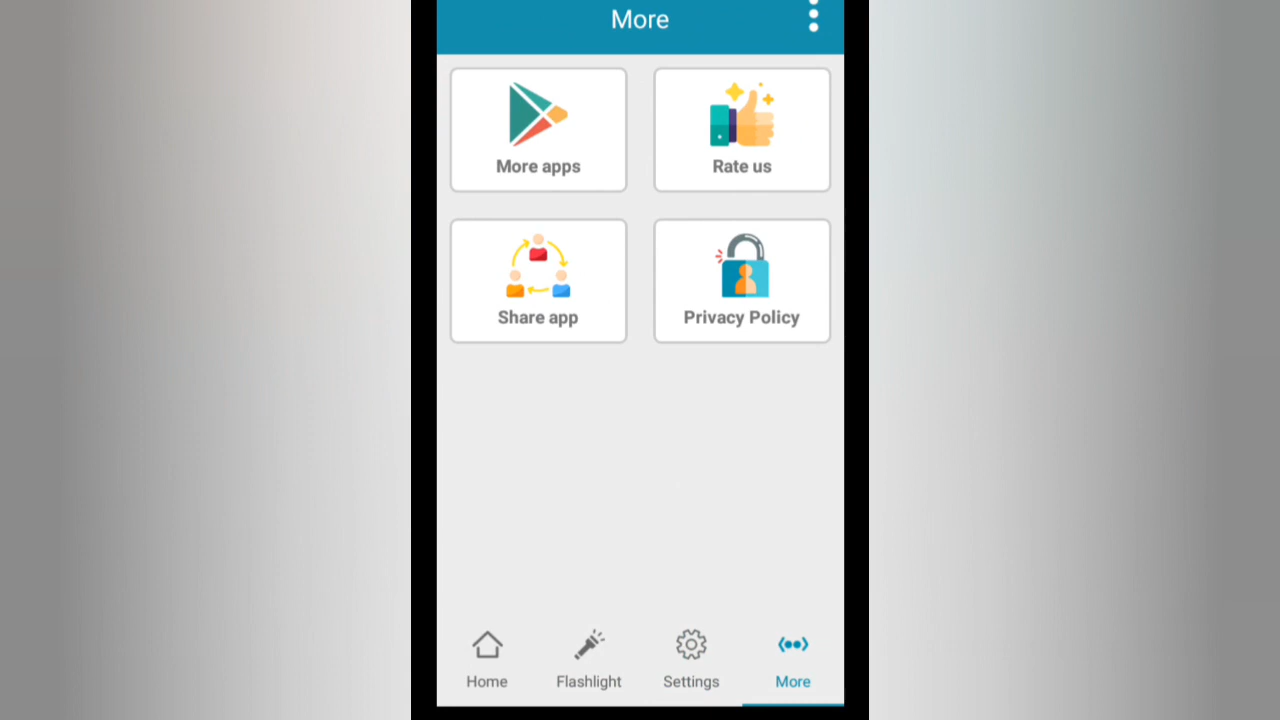 More
More apps
Rate us
Share app
Privacy Policy
Home
Flashlight
Settings
More